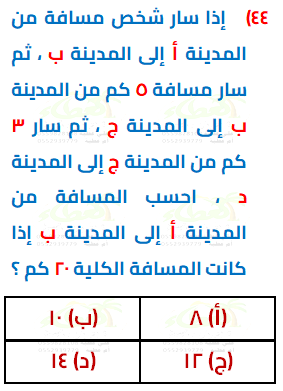 ٤٤) إذا سار شخص مسافة من
المدينة أ إلى المدينة ب ، ثم
سار مسافة ٥ كم من المدينة
ب إلى المدينة ج ، ثم سار ٣
كم من المدينة ج إلى المدينة
د ، احسب المسافة من
المدينة أ إلى المدينة ب إذا
كانت المسافة الكلية ٢٠ كم ؟
(أ) ٨ (ب) ١٠
(ج) ١٢ (د) ١٤